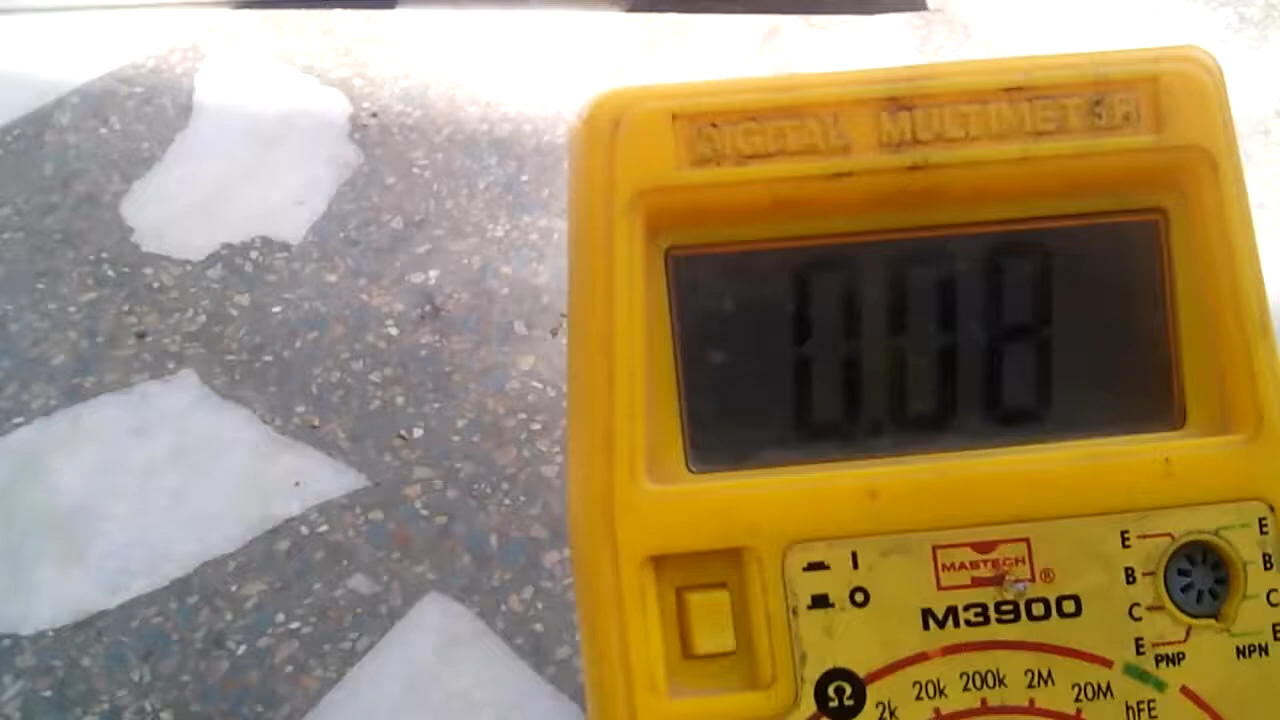 DIGITAL MULTIMETER
0.08
MASTECH ®
M3900
E E
B B
C C
E E
PNP NPN
Ω 2k 20k 200k 2M 20M hFE